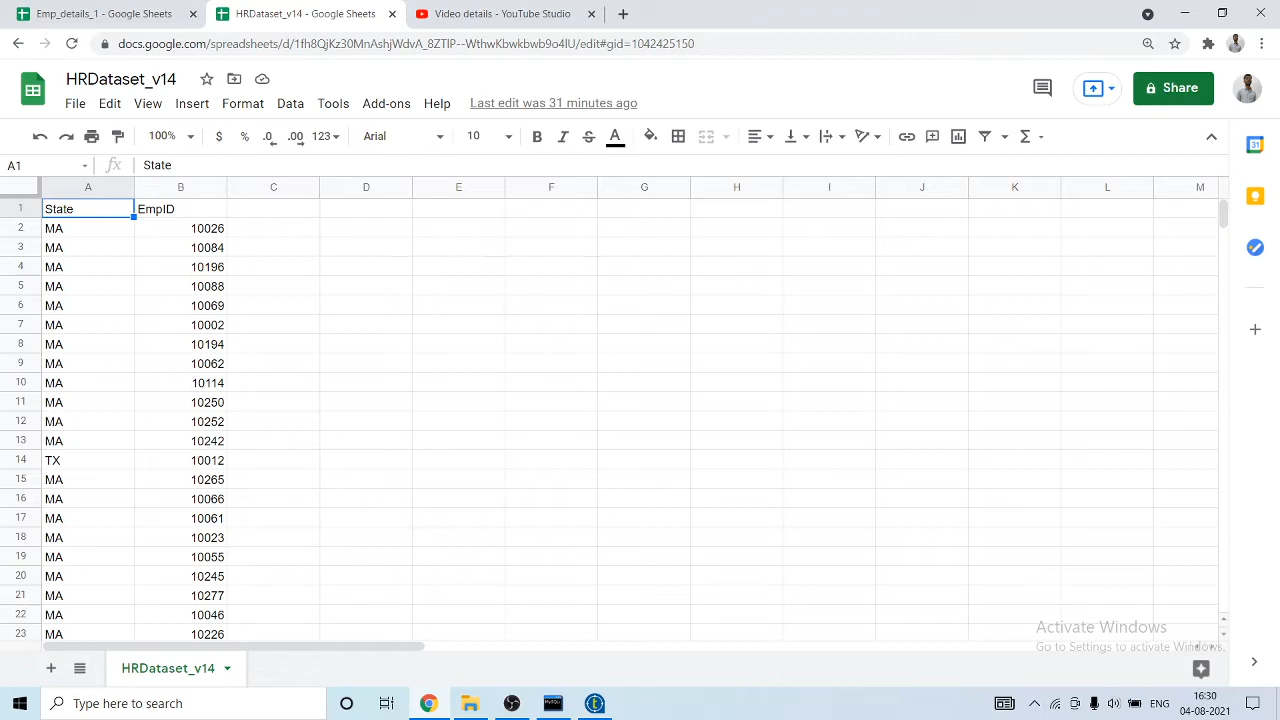 Emp_details_1 - Google Sheets
HRDataset_v14 - Google Sheets
Video details - YouTube Studio
docs.google.com/spreadsheets/d/1fh8QjKz30MnAshjWdvA_8ZTlP--WthwKbwkbwb9o4IU/edit#gid=1042425150
HRDataset_v14
File Edit View Insert Format Data Tools Add-ons Help Last edit was 31 minutes ago
Share
100% $ % .0 .00 123 Arial 10 B I S A
31
A1 fx State
A B C D E F G H I J K L M
1 State EmpID
2 MA 10026
3 MA 10084
4 MA 10196
5 MA 10088
6 MA 10069
7 MA 10002
8 MA 10194
9 MA 10062
10 MA 10114
11 MA 10250
12 MA 10252
13 MA 10242
14 TX 10012
15 MA 10265
16 MA 10066
17 MA 10061
18 MA 10023
19 MA 10055
20 MA 10245
21 MA 10277
22 MA 10046
23 MA 10226
Activate Windows
Go to Settings to activate Windows.
HRDataset_v14
Type here to search
ENG
16:30
04-08-2021